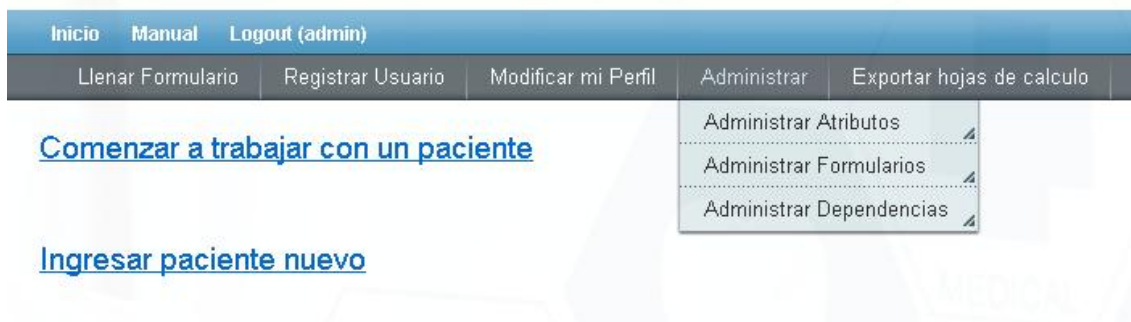 Inicio Manual Logout (admin)
Llenar Formulario Registrar Usuario Modificar mi Perfil Administrar Exportar hojas de calculo
Administrar Atributos
Comenzar a trabajar con un paciente
Administrar Formularios
Administrar Dependencias
Ingresar paciente nuevo
MEDICAL